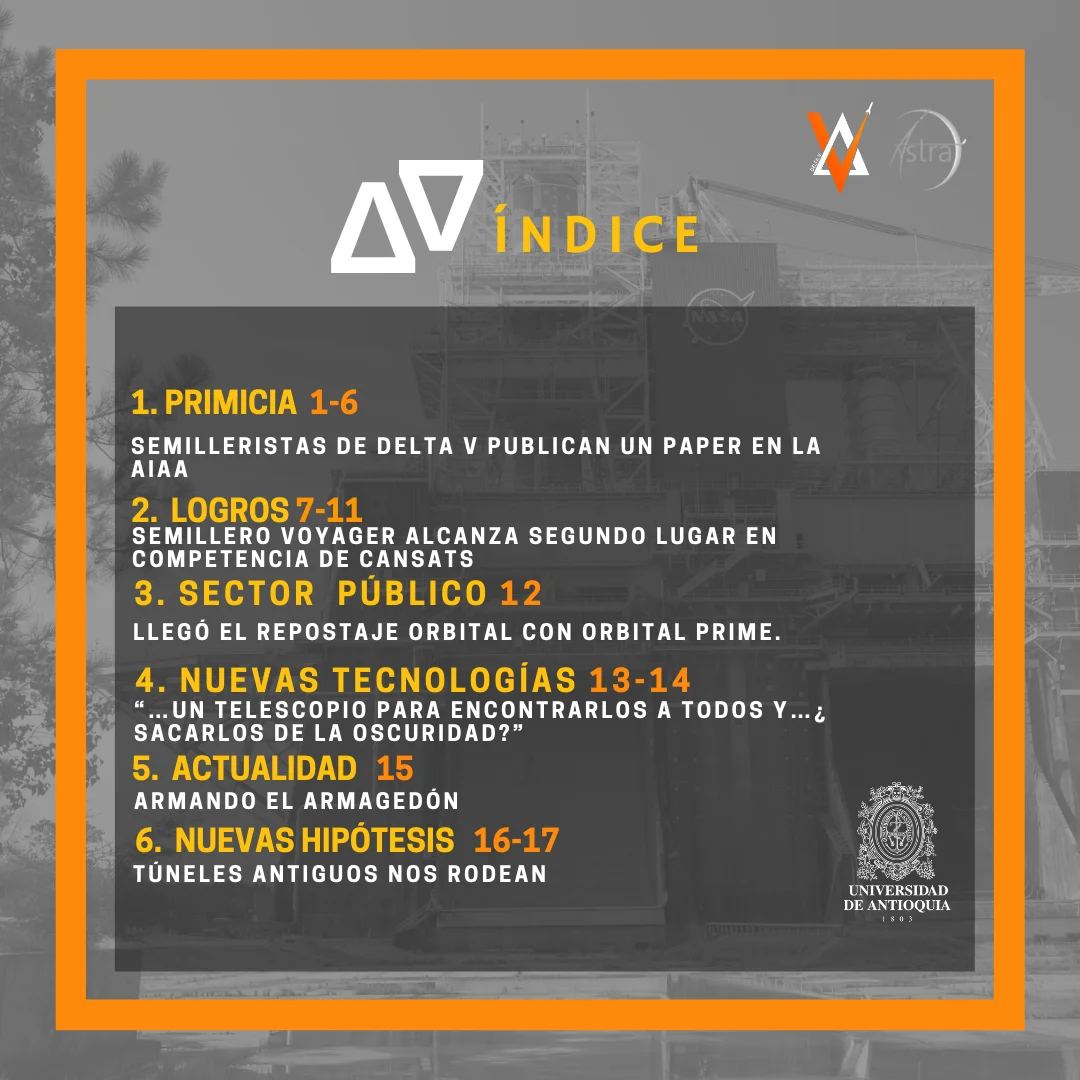 Astra
ÍNDICE
NASA
1. PRIMICIA 1-6
SEMILLERISTAS DE DELTA V PUBLICAN UN PAPER EN LA
AIAA
2. LOGROS 7-11
SEMILLERO VOYAGER ALCANZA SEGUNDO LUGAR EN
COMPETENCIA DE CANSATS
3. SECTOR PÚBLICO 12
LLEGÓ EL REPOSTAJE ORBITAL CON ORBITAL PRIME.
4. NUEVAS TECNOLOGÍAS 13-14
“...UN TELESCOPIO PARA ENCONTRARLOS A TODOS Y...¿
SACARLOS DE LA OSCURIDAD?”
5. ACTUALIDAD 15
ARMANDO EL ARMAGEDÓN
6. NUEVAS HIPÓTESIS 16-17
TÚNELES ANTIGUOS NOS RODEAN
UNIVERSIDAD
DE ANTIOQUIA
1803